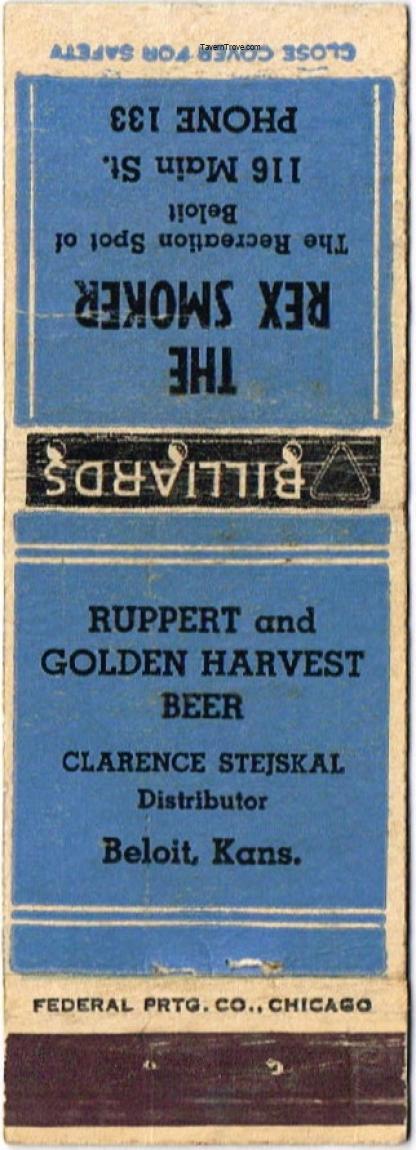 TavernTrove.com
CLOSE COVER FOR SAFETY
THE
REX SMOKER
The Recreation Spot of
Beloit
116 Main St.
PHONE 133
BILLIARDS
RUPPERT and
GOLDEN HARVEST
BEER
CLARENCE STEJSKAL
Distributor
Beloit, Kans.
FEDERAL PRTG. CO., CHICAGO